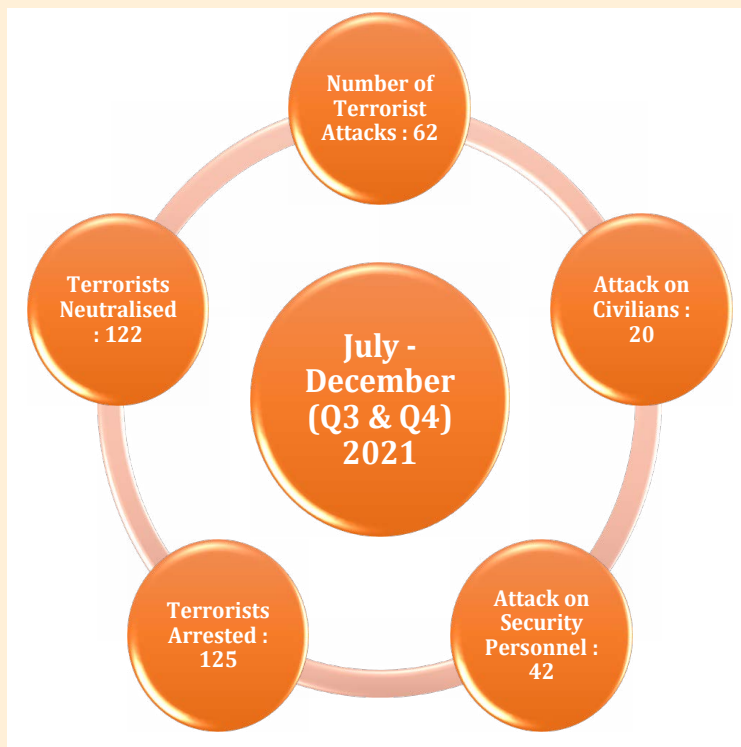 Number of
Terrorist
Attacks : 62
Attack on
Civilians :
20
Attack on
Security
Personnel :
42
Terrorists
Arrested :
125
Terrorists
Neutralised
: 122
July -
December
(Q3 & Q4)
2021